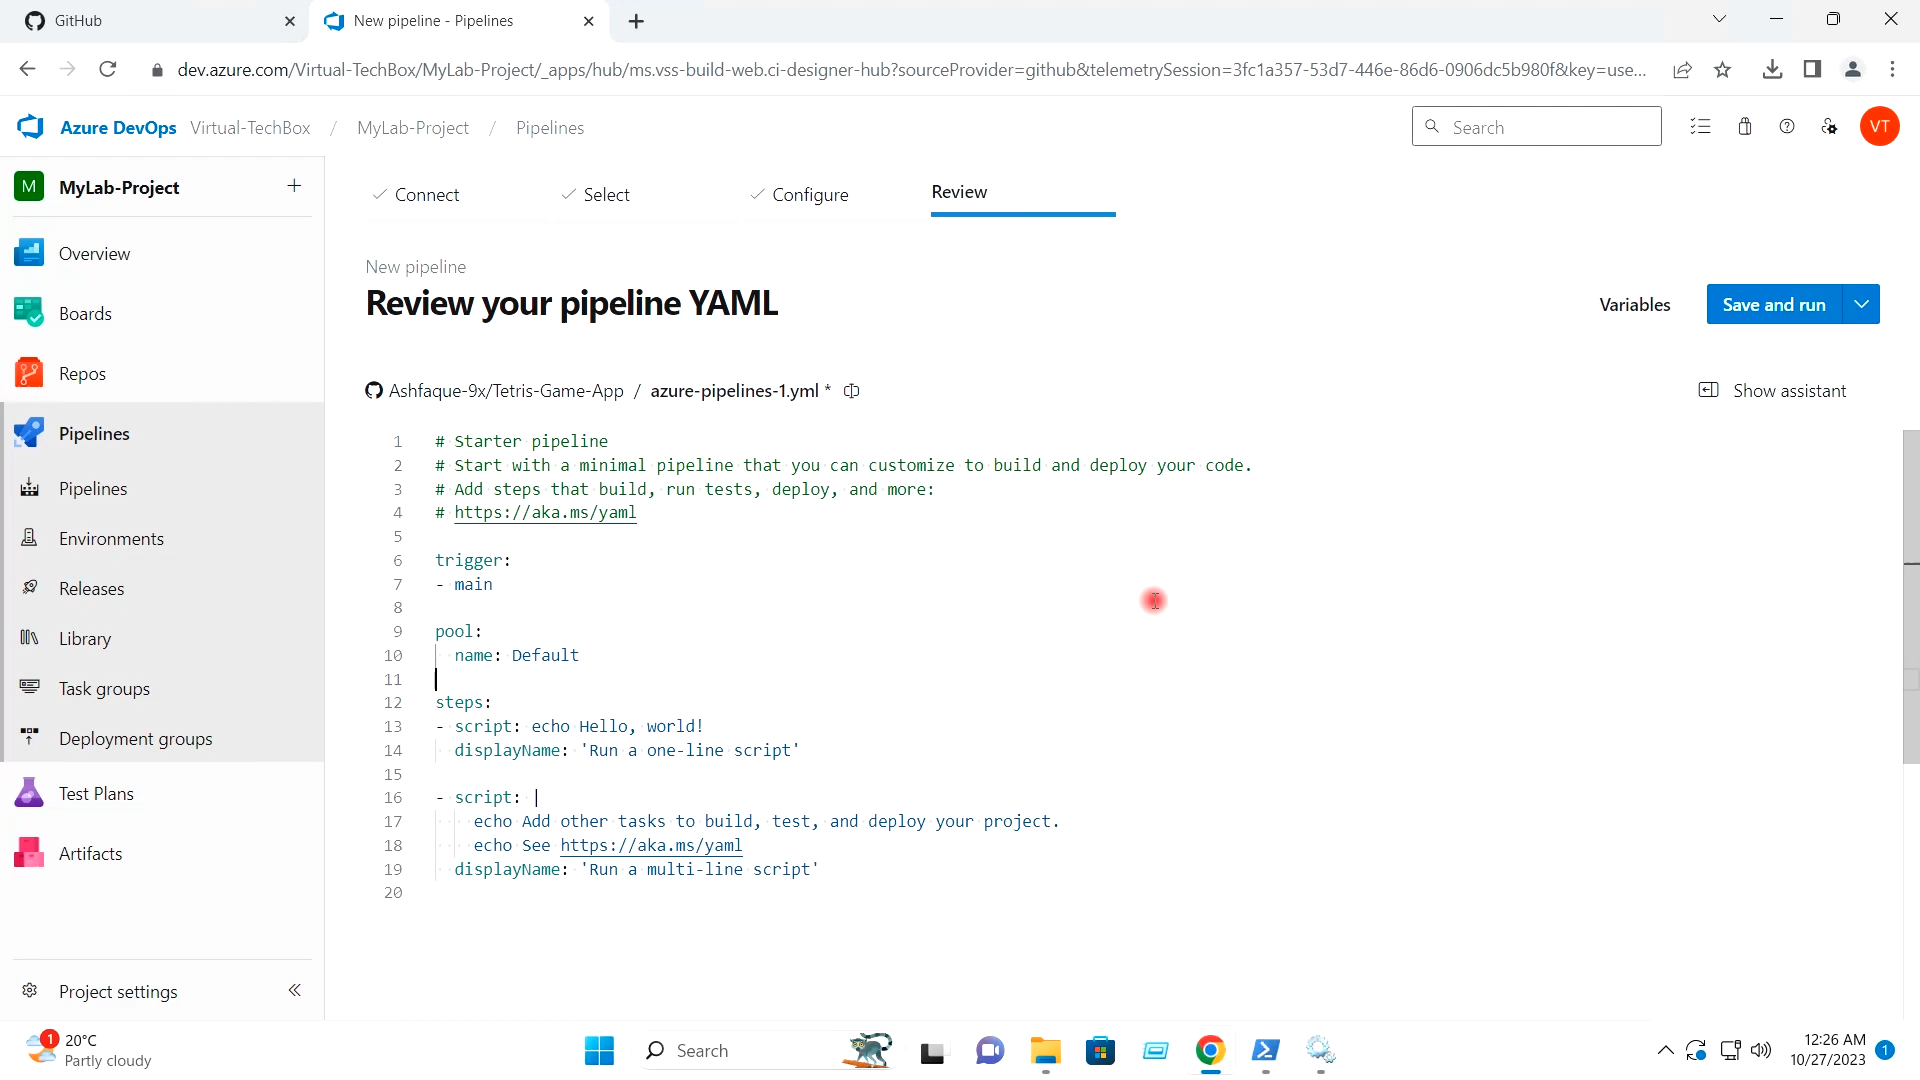 GitHub
New pipeline - Pipelines
dev.azure.com/Virtual-TechBox/MyLab-Project/_apps/hub/ms.vss-build-web.ci-designer-hub?sourceProvider=github&telemetrySession=3fc1a357-53d7-446e-86d6-0906dc5b980f&key=use...
Azure DevOps Virtual-TechBox / MyLab-Project / Pipelines
Search
VT
M MyLab-Project
Overview
Boards
Repos
Pipelines
Pipelines
Environments
Releases
Library
Task groups
Deployment groups
Test Plans
Artifacts
Project settings
Connect Select Configure Review
New pipeline
Review your pipeline YAML
Variables Save and run
Ashfaque-9x/Tetris-Game-App / azure-pipelines-1.yml *
Show assistant
1 # Starter pipeline
2 # Start with a minimal pipeline that you can customize to build and deploy your code.
3 # Add steps that build, run tests, deploy, and more:
4 # https://aka.ms/yaml
5
6 trigger:
7 - main
8
9 pool:
10 name: Default
11
12 steps:
13 - script: echo Hello, world!
14 displayName: 'Run a one-line script'
15
16 - script: |
17 echo Add other tasks to build, test, and deploy your project.
18 echo See https://aka.ms/yaml
19 displayName: 'Run a multi-line script'
20
1
20°C
Partly cloudy
Search
12:26 AM
10/27/2023
1